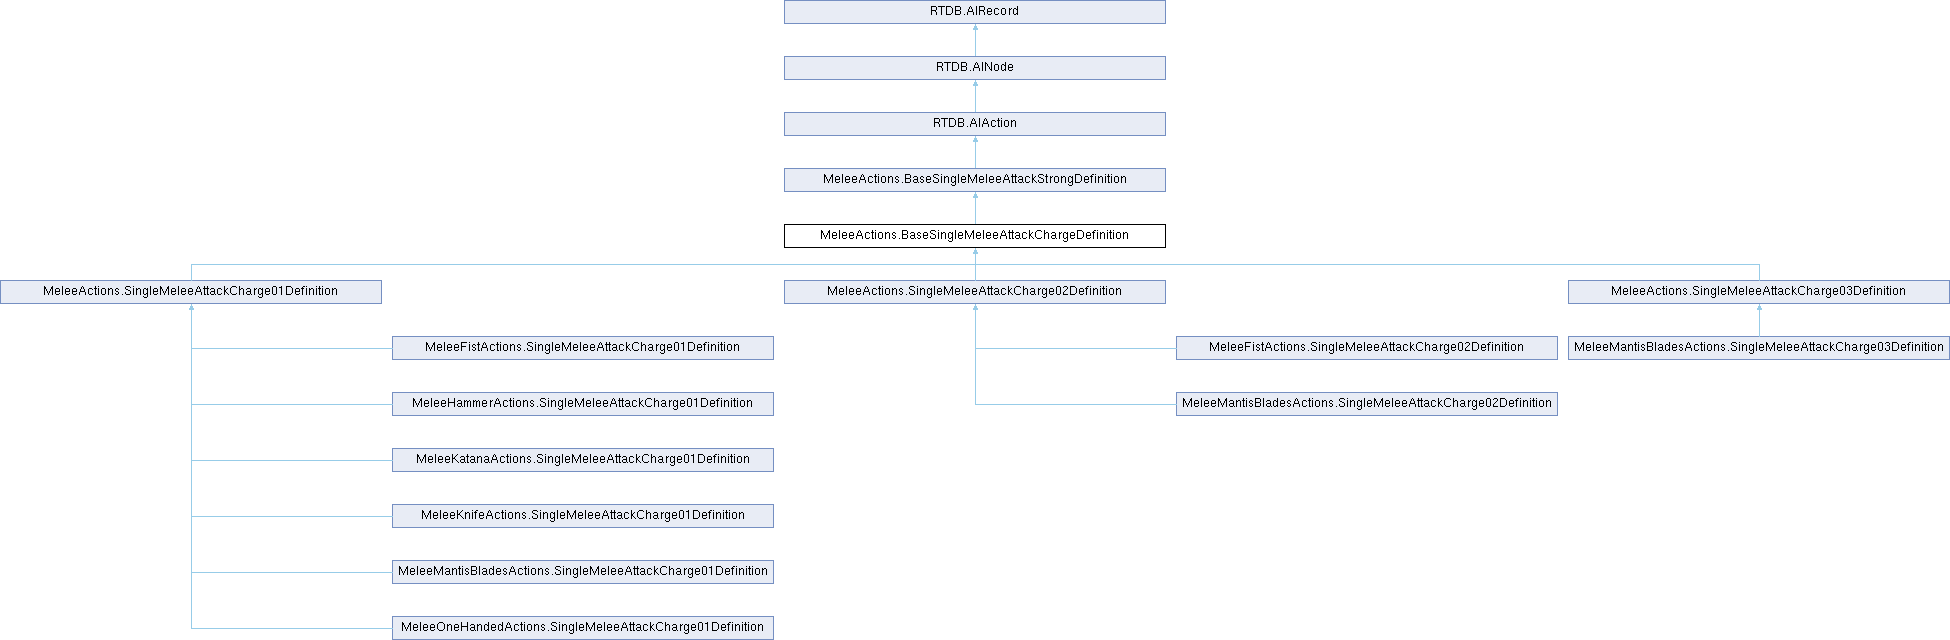 RTDB.AIRecord
RTDB.AINode
RTDB.AIAction
MeleeActions.BaseSingleMeleeAttackStrongDefinition
MeleeActions.BaseSingleMeleeAttackChargeDefinition
MeleeActions.SingleMeleeAttackCharge01Definition
MeleeActions.SingleMeleeAttackCharge02Definition
MeleeActions.SingleMeleeAttackCharge03Definition
MeleeFistActions.SingleMeleeAttackCharge01Definition
MeleeFistActions.SingleMeleeAttackCharge02Definition
MeleeMantisBladesActions.SingleMeleeAttackCharge03Definition
MeleeHammerActions.SingleMeleeAttackCharge01Definition
MeleeMantisBladesActions.SingleMeleeAttackCharge02Definition
MeleeKatanaActions.SingleMeleeAttackCharge01Definition
MeleeKnifeActions.SingleMeleeAttackCharge01Definition
MeleeMantisBladesActions.SingleMeleeAttackCharge01Definition
MeleeOneHandedActions.SingleMeleeAttackCharge01Definition